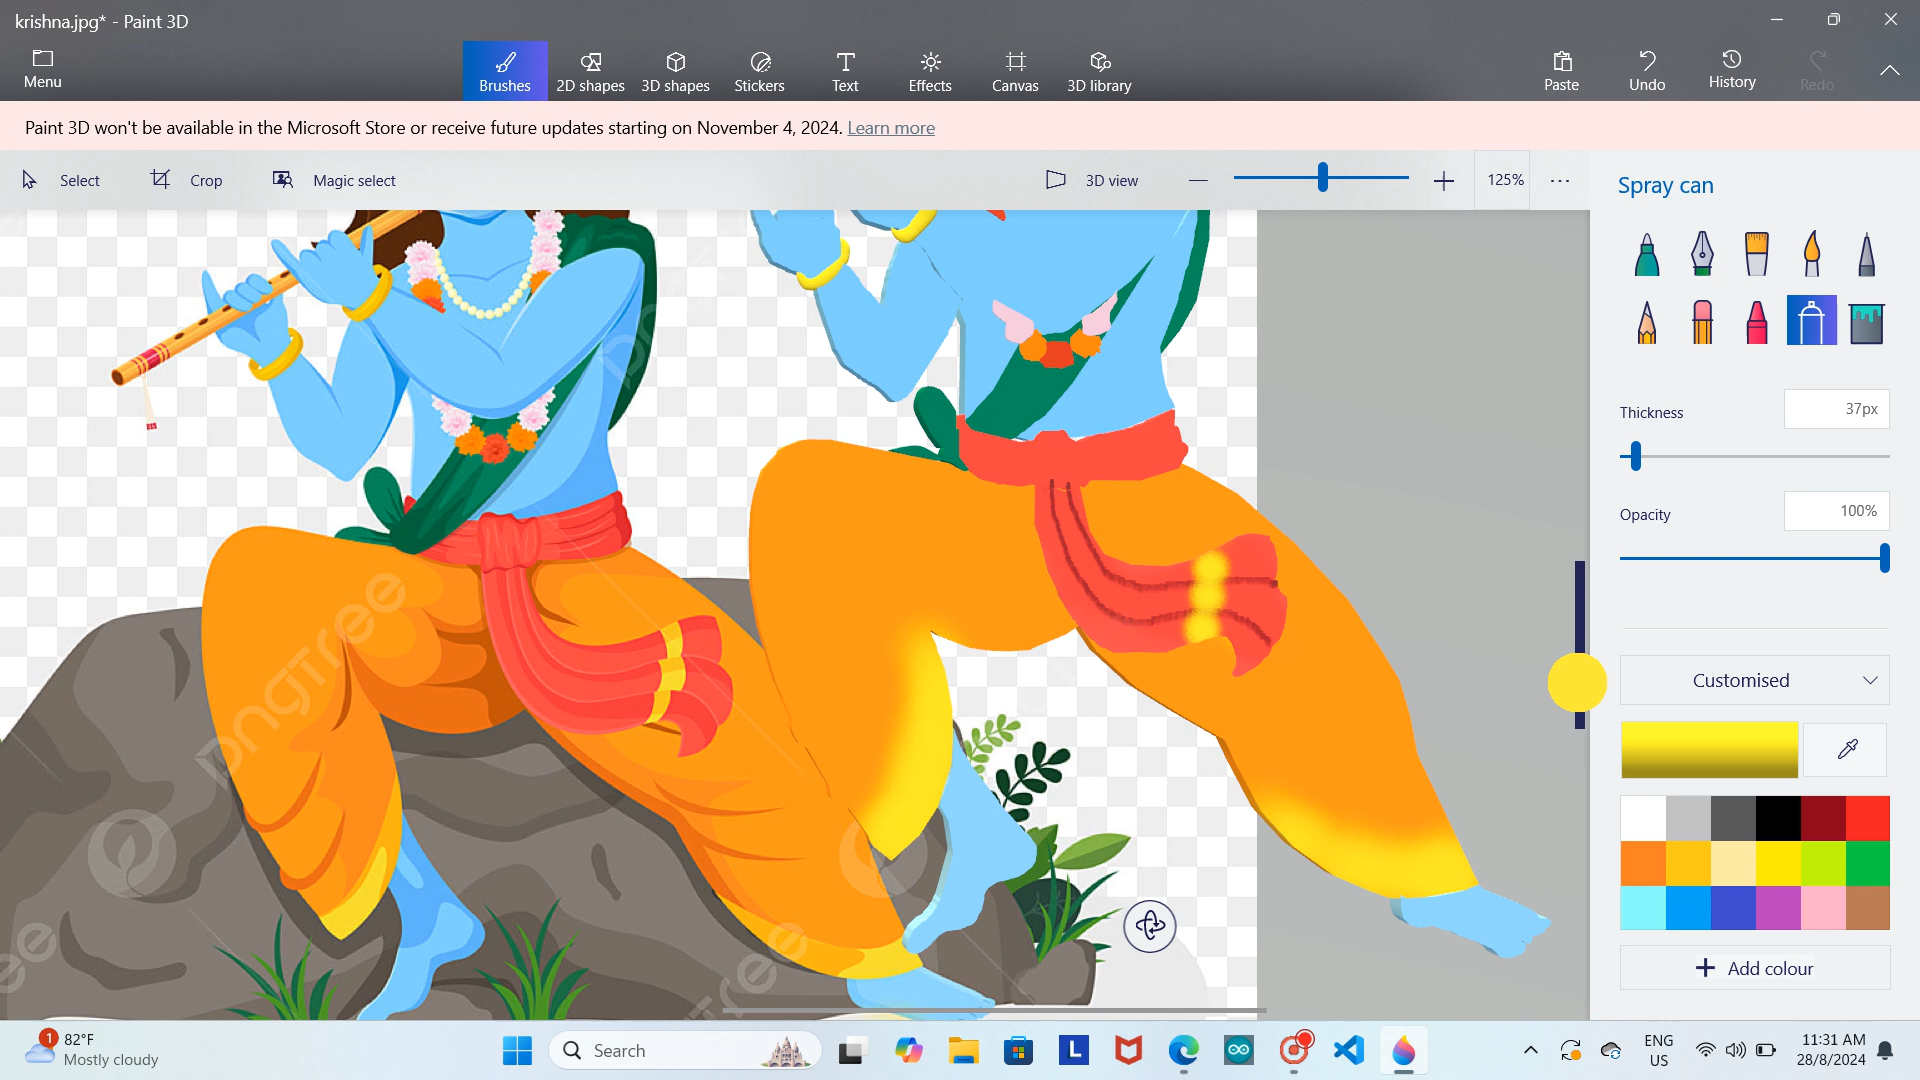 krishna.jpg* - Paint 3D
Menu
Brushes
2D shapes
3D shapes
Stickers
Text
Effects
Canvas
3D library
Paste
Undo
History
Redo
Paint 3D won't be available in the Microsoft Store or receive future updates starting on November 4, 2024. Learn more
Select
Crop
Magic select
3D view
125%
Spray can
Thickness
37px
Opacity
100%
Customised
Add colour
pngtree
pngtree
1
82°F
Mostly cloudy
Search
L
ENG
US
11:31 AM
28/8/2024